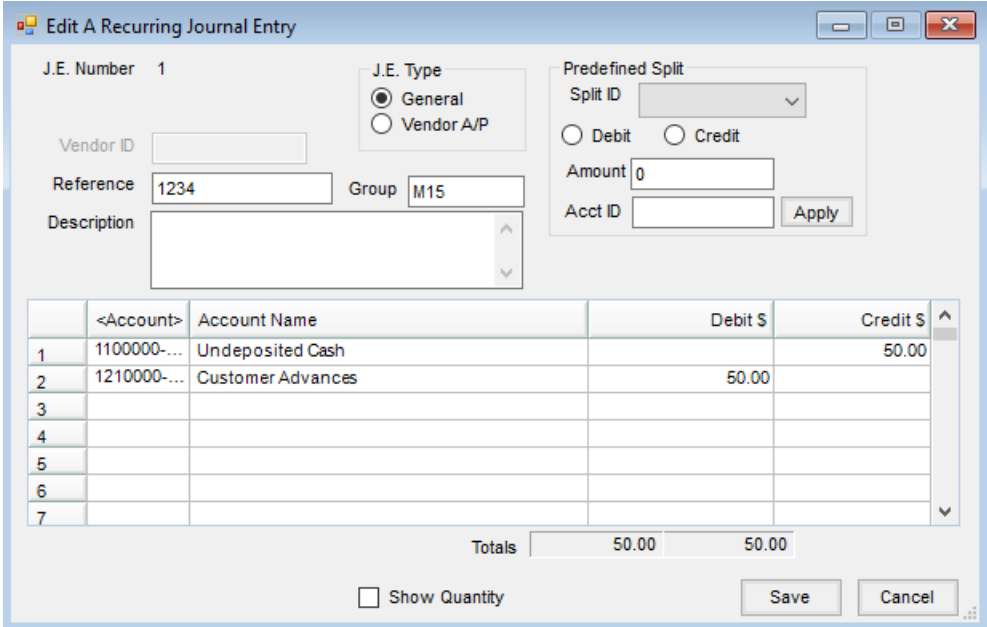 Edit A Recurring Journal Entry
J.E. Number 1
J.E. Type
General
Vendor A/P
Predefined Split
Split ID
Debit Credit
Amount 0
Acct ID Apply
Vendor ID
Reference 1234 Group M15
Description
<Account> Account Name Debit $ Credit $
1 1100000-... Undeposited Cash 50.00
2 1210000-... Customer Advances 50.00
3
4
5
6
7
Totals 50.00 50.00
Show Quantity Save Cancel